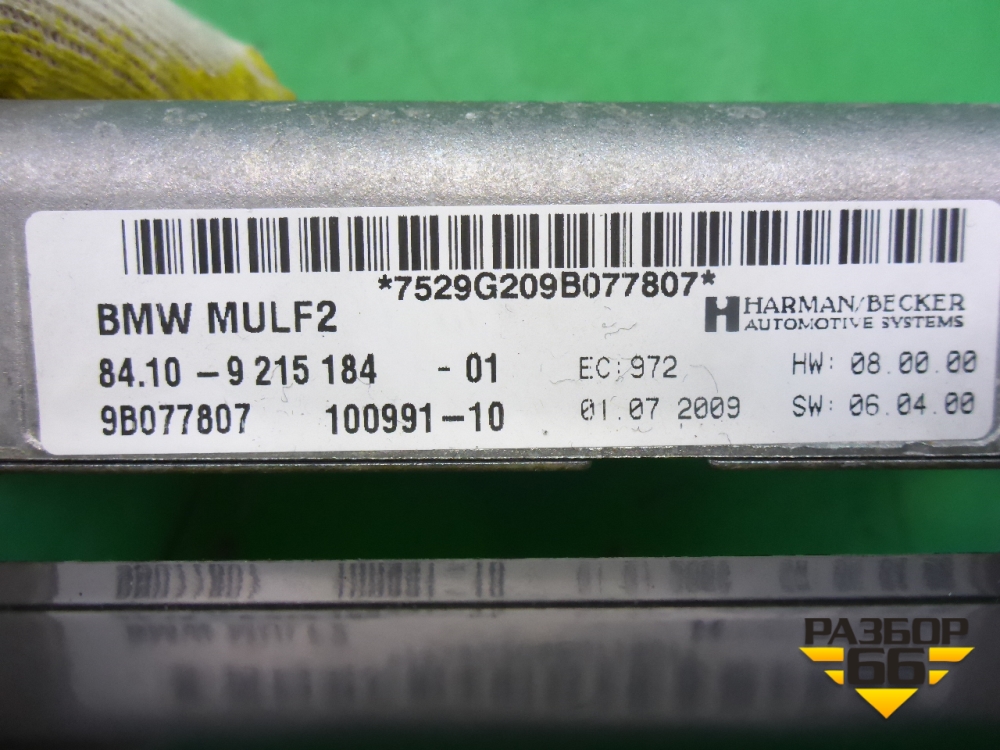 *7529G209B077807*
BMW MULF2
HARMAN/BECKER
AUTOMOTIVE SYSTEMS
84.10 - 9 215 184 - 01 EC: 972 HW: 08.00.00
9B077807 100991-10 01 07 2009 SW: 06.04.00
РАЗБОР
66